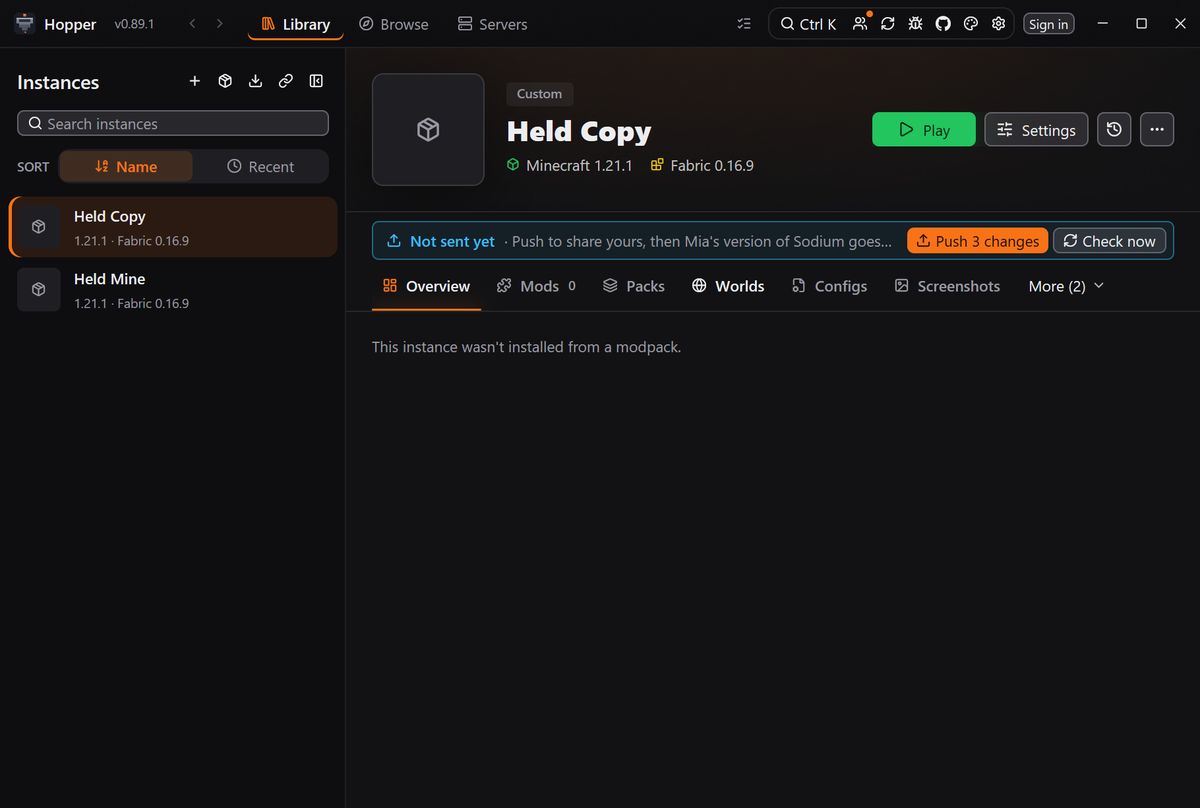 Hopper v0.89.1 Library Browse Servers Ctrl K Sign in
Instances
Search instances
SORT Name Recent
Held Copy
1.21.1 · Fabric 0.16.9
Held Mine
1.21.1 · Fabric 0.16.9
Custom
Held Copy
Minecraft 1.21.1 Fabric 0.16.9
Play Settings
Not sent yet · Push to share yours, then Mia's version of Sodium goes... Push 3 changes Check now
Overview Mods 0 Packs Worlds Configs Screenshots More (2)
This instance wasn't installed from a modpack.